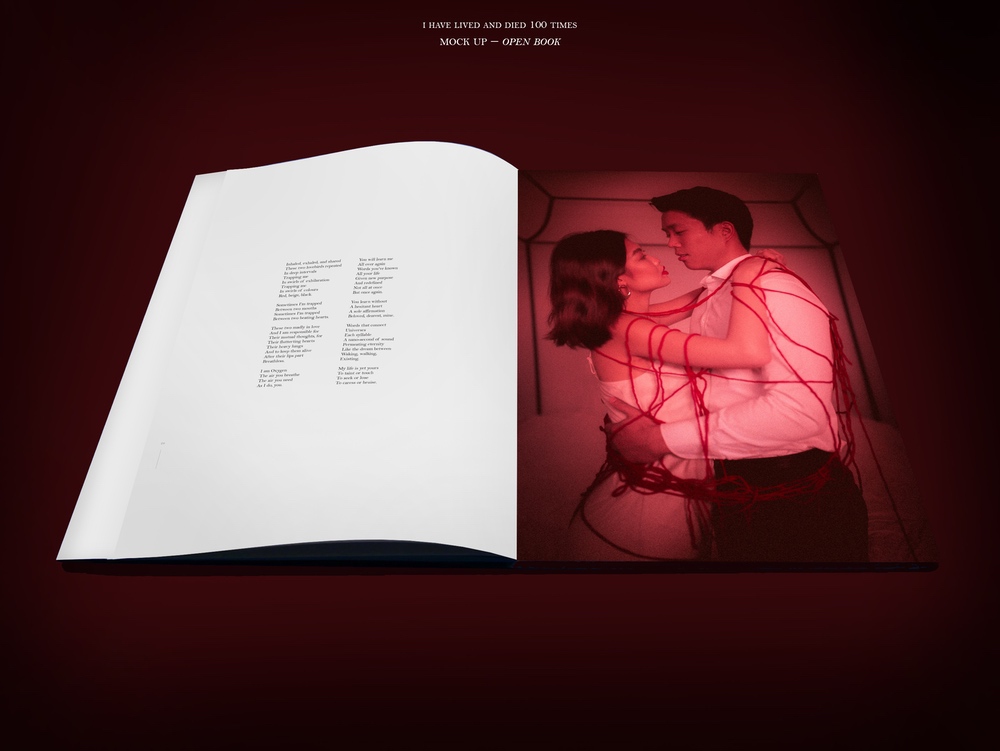 I HAVE LIVED AND DIED 100 TIMES
MOCK UP — OPEN BOOK
Inhaled, exhaled, and shared
These two heartbeats repeated
In deep intervals
Trapping me
In swirls of exhilaration
Trapping me
In swirls of colours
Red, beige, black.
Sometimes I'm trapped
Between two mouths
Sometimes I'm trapped
Between two beating hearts.
These two madly in love
And I am responsible for
Their mutual thoughts, for
Their fluttering hearts
Their heavy lungs
And to keep them alive
After their lips part
Breathless.
I am Oxygen
The air you breathe
The air you need
As I do, you.
You will leave me
All over again
Words you've known
All your life
Given new purpose
And redefined
Not all at once
But once again.
You leave without
A hesitant heart
A sole affirmation
Beloved, dearest, mine.
Words that connect
Universes
Each syllable
A nanosecond of sound
Permeating eternity
Like the dream between
Waking, walking,
Existing.
My life is yet yours
To taint or touch
To seek or lose
To caress or bruise.